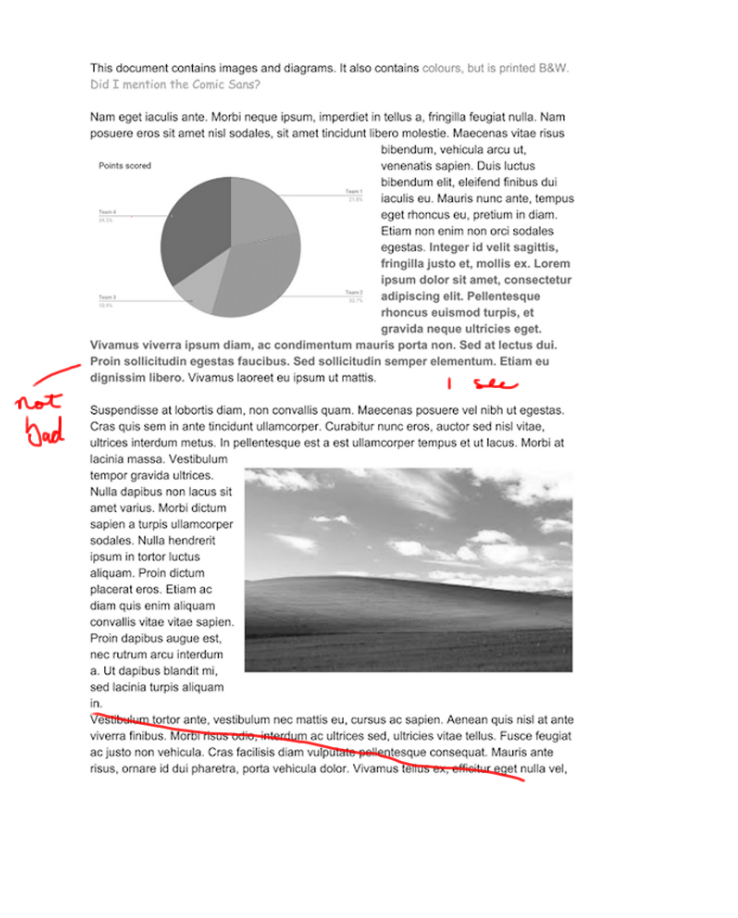 This document contains images and diagrams. It also contains colours, but is printed B&W.
Did I mention the Comic Sans?
Nam eget iaculis ante. Morbi neque ipsum, imperdiet in tellus a, fringilla feugiat nulla. Nam
posuere eros sit amet nisl sodales, sit amet tincidunt libero molestie. Maecenas vitae risus
bibendum, vehicula arcu ut,
venenatis sapien. Duis luctus
bibendum elit, eleifend finibus dui
iaculis eu. Mauris nunc ante, tempus
eget rhoncus eu, pretium in diam.
Etiam non enim non orci sodales
egestas. Integer id velit sagittis,
fringilla justo et, mollis ex. Lorem
ipsum dolor sit amet, consectetur
adipiscing elit. Pellentesque
rhoncus euismod turpis, et
gravida neque ultricies eget.
Points scored
Team 1
Team 4
Team 2
Team 3
Vivamus viverra ipsum diam, ac condimentum mauris porta non. Sed at lectus dui.
Proin sollicitudin egestas faucibus. Sed sollicitudin semper elementum. Etiam eu
dignissim libero. Vivamus laoreet eu ipsum ut mattis.
I see
not
bad
Suspendisse at lobortis diam, non convallis quam. Maecenas posuere vel nibh ut egestas.
Cras quis sem in ante tincidunt ullamcorper. Curabitur nunc eros, auctor sed nisl vitae,
ultrices interdum metus. In pellentesque est a est ullamcorper tempus et ut lacus. Morbi at
lacinia massa. Vestibulum
tempor gravida ultrices.
Nulla dapibus non lacus sit
amet varius. Morbi dictum
sapien a turpis ullamcorper
sodales. Nulla hendrerit
ipsum in tortor luctus
aliquam. Proin dictum
placerat eros. Etiam ac
diam quis enim aliquam
convallis vitae vitae sapien.
Proin dapibus augue est,
nec rutrum arcu interdum
a. Ut dapibus blandit mi,
sed lacinia turpis aliquam
in.
Vestibulum tortor ante, vestibulum nec mattis eu, cursus ac sapien. Aenean quis nisl at ante
viverra finibus. Morbi risus odio, interdum ac ultrices sed, ultricies vitae tellus. Fusce feugiat
ac justo non vehicula. Cras facilisis diam vulputate pellentesque consequat. Mauris ante
risus, ornare id dui pharetra, porta vehicula dolor. Vivamus tellus ex, efficitur eget nulla vel,